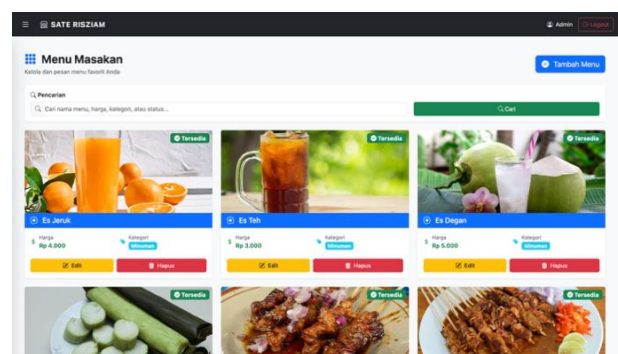 SATE RISZIAM
Admin
Logout
Menu Masakan
Kelola dan pesan menu favorit Anda
Tambah Menu
Pencarian
Cari nama menu, harga, kategori, atau status...
Cari
Tersedia
Tersedia
Tersedia
Es Jeruk
Es Teh
Es Degan
Harga
Rp 4.000
Kategori
Minuman
Harga
Rp 3.000
Kategori
Minuman
Harga
Rp 5.000
Kategori
Minuman
Edit
Hapus
Edit
Hapus
Edit
Hapus
Tersedia
Tersedia
Tersedia